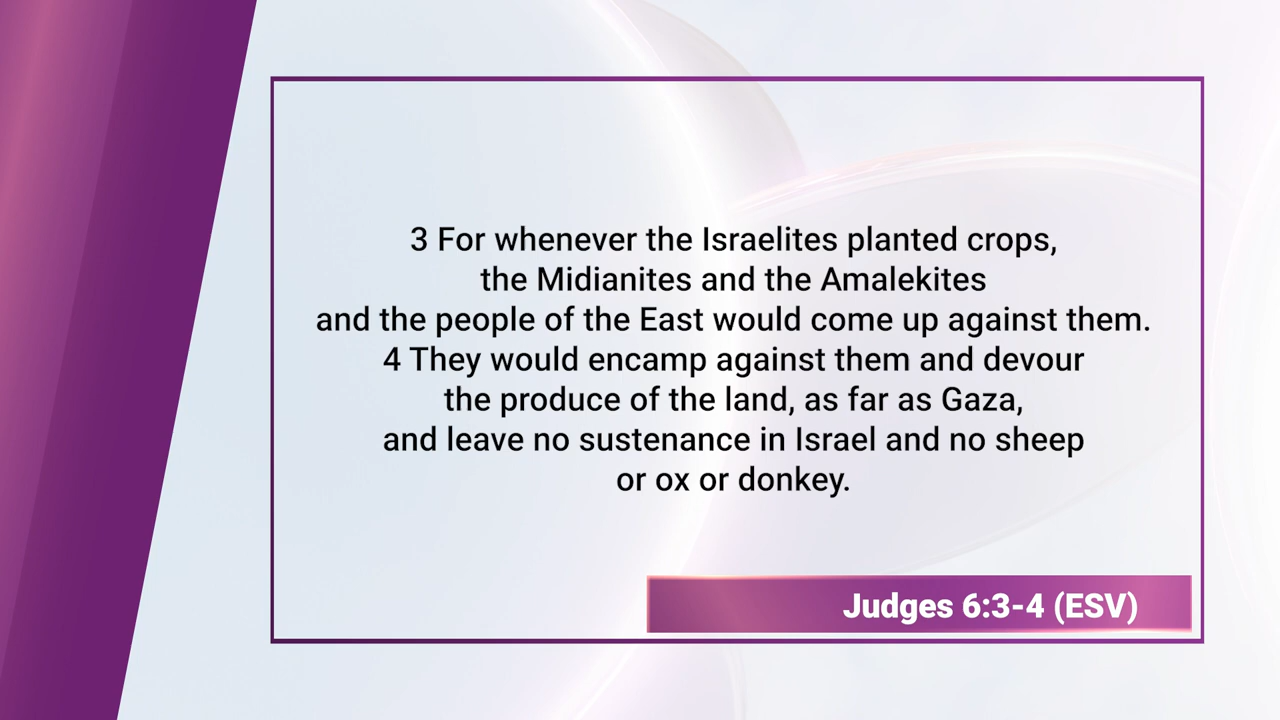 3 For whenever the Israelites planted crops,
the Midianites and the Amalekites
and the people of the East would come up against them.
4 They would encamp against them and devour
the produce of the land, as far as Gaza,
and leave no sustenance in Israel and no sheep
or ox or donkey.
Judges 6:3-4 (ESV)